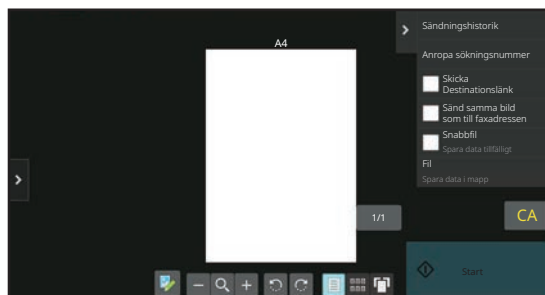 A4
Sändningshistorik
Anropa sökningsnummer
Skicka
Destinationslänk
Sänd samma bild
som till faxadressen
Snabbfil
Spara data tillfälligt
Fil
Spara data i mapp
1/1
CA
Start